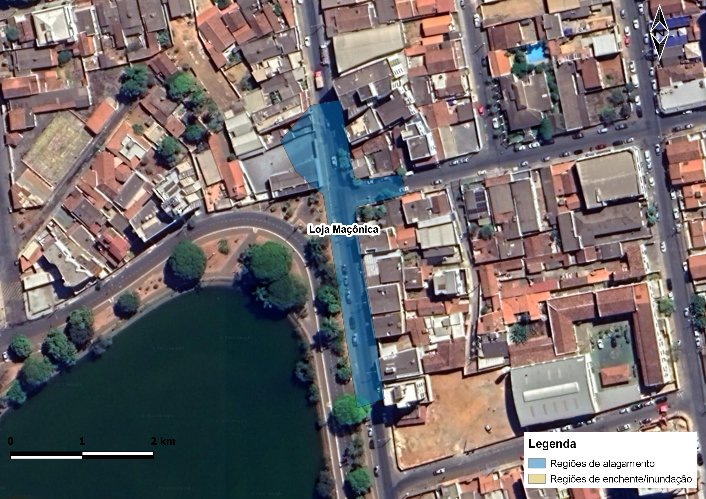 Loja Maçônica
0 1 2 km
Legenda
Regiões de alagamento
Regiões de enchente/inundação